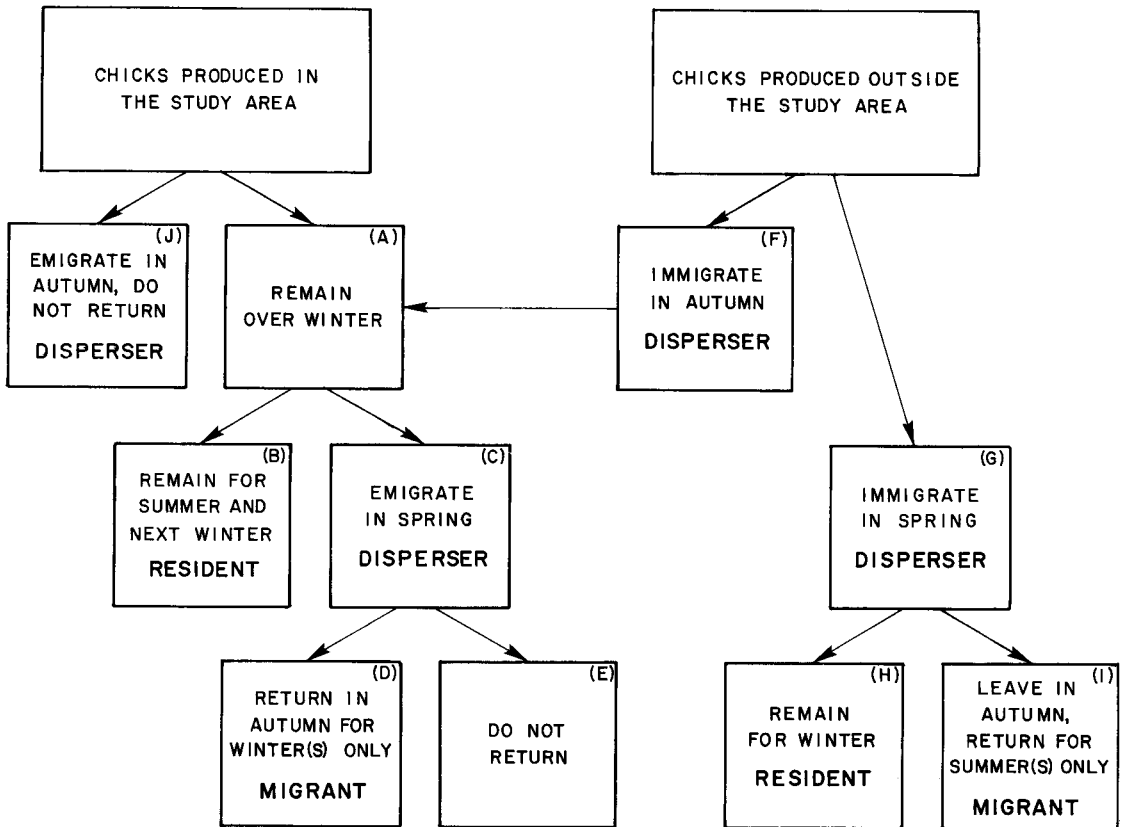 CHICKS PRODUCED IN
THE STUDY AREA
CHICKS PRODUCED OUTSIDE
THE STUDY AREA
(J)
EMIGRATE IN
AUTUMN, DO
NOT RETURN
DISPERSER
(A)
REMAIN
OVER WINTER
(F)
IMMIGRATE
IN AUTUMN
DISPERSER
(B)
REMAIN FOR
SUMMER AND
NEXT WINTER
RESIDENT
(C)
EMIGRATE
IN SPRING
DISPERSER
(G)
IMMIGRATE
IN SPRING
DISPERSER
(D)
RETURN IN
AUTUMN FOR
WINTER(S) ONLY
MIGRANT
(E)
DO NOT
RETURN
(H)
REMAIN
FOR WINTER
RESIDENT
(I)
LEAVE IN
AUTUMN,
RETURN FOR
SUMMER(S) ONLY
MIGRANT